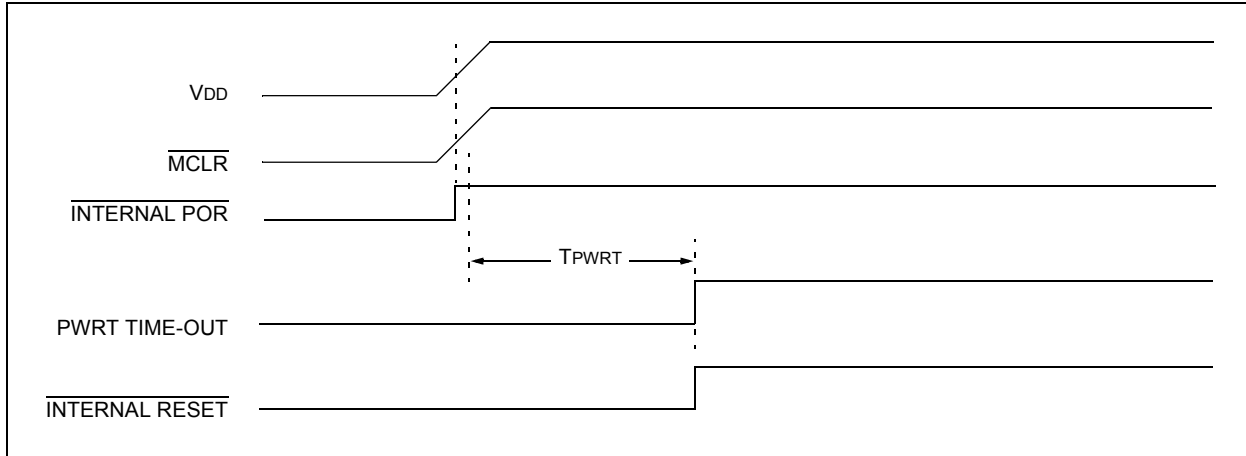 VDD
MCLR
INTERNAL POR
TPWRT
PWRT TIME-OUT
INTERNAL RESET